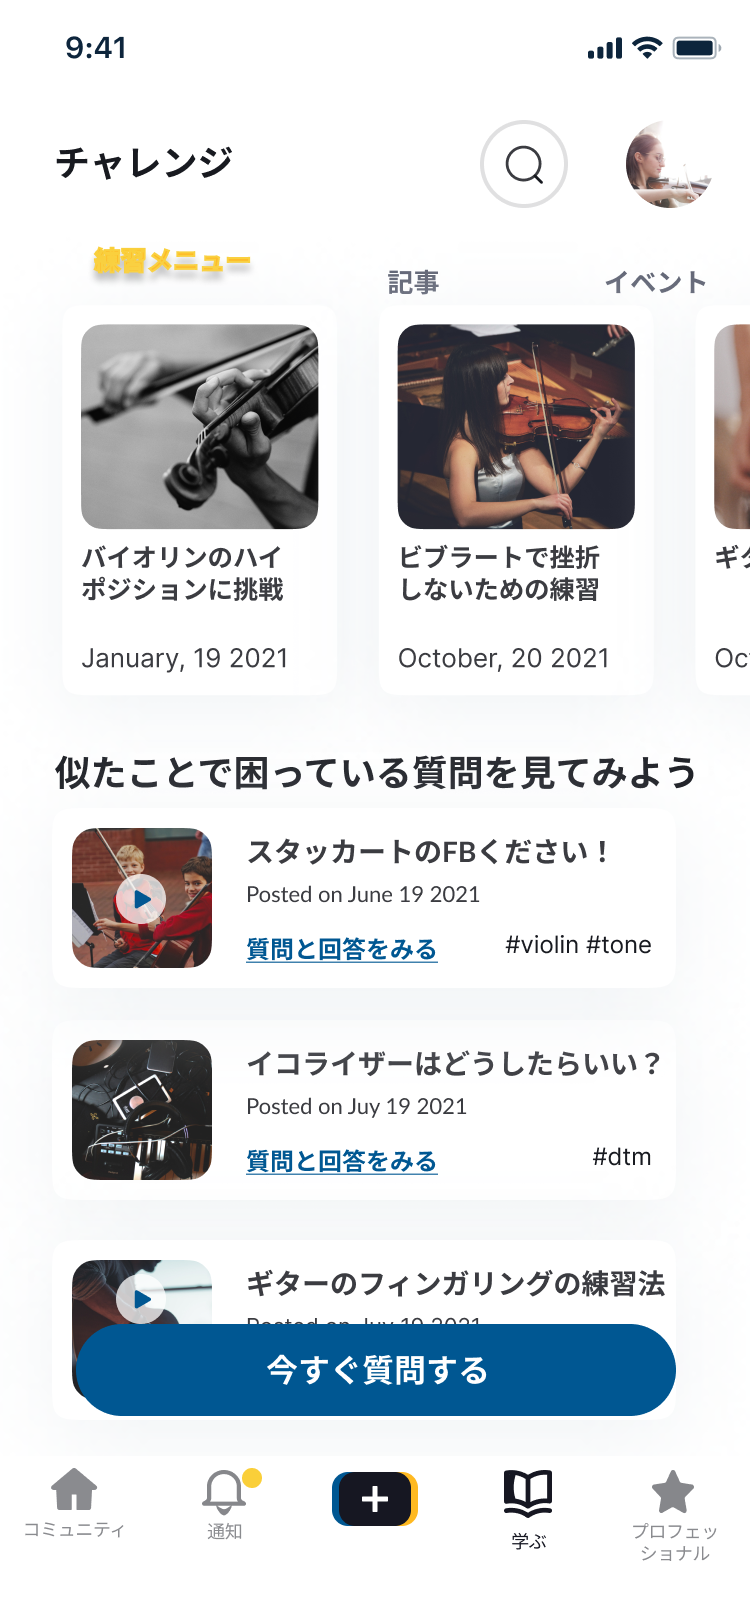 9:41
チャレンジ
練習メニュー
記事
イベント
バイオリンのハイ
ポジションに挑戦
January, 19 2021
ビブラートで挫折
しないための練習
October, 20 2021
似たことで困っている質問を見てみよう
スタッカートのFBください！
Posted on June 19 2021
質問と回答をみる
#violin #tone
イコライザーはどうしたらいい？
Posted on Juy 19 2021
質問と回答をみる
#dtm
ギターのフィンガリングの練習法
Posted on Juy 19 2021
今すぐ質問する
コミュニティ
通知
学ぶ
プロフェッ
ショナル